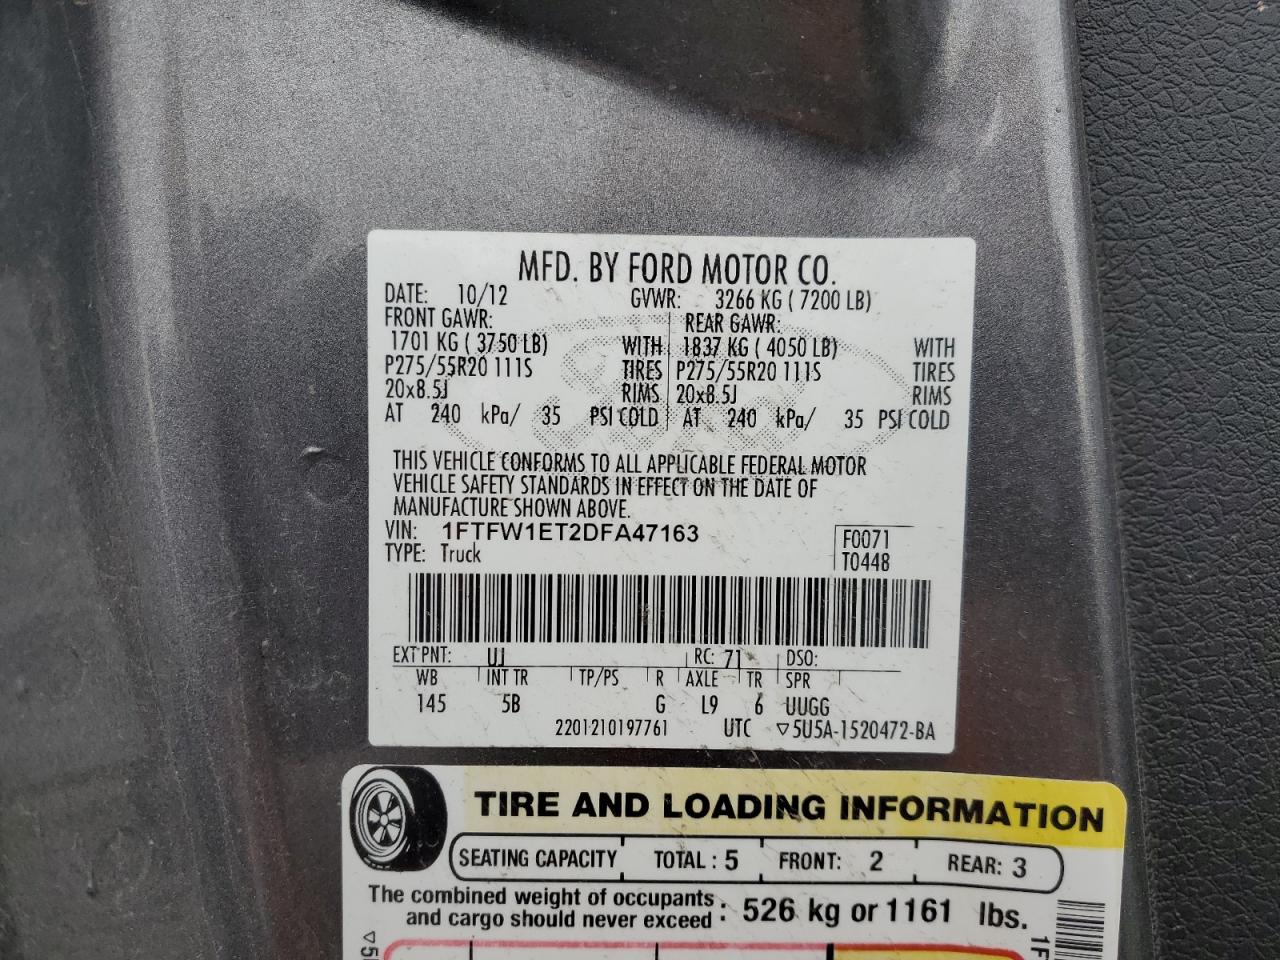 MFD. BY FORD MOTOR CO.
DATE: 10/12 GVWR: 3266 KG ( 7200 LB)
FRONT GAWR: REAR GAWR:
1701 KG ( 3750 LB) WITH 1837 KG ( 4050 LB) WITH
P275/55R20 111S TIRES P275/55R20 111S TIRES
20x8.5J RIMS 20x8.5J RIMS
AT 240 kPa/ 35 PSI COLD AT 240 kPa/ 35 PSI COLD
THIS VEHICLE CONFORMS TO ALL APPLICABLE FEDERAL MOTOR
VEHICLE SAFETY STANDARDS IN EFFECT ON THE DATE OF
MANUFACTURE SHOWN ABOVE.
VIN: 1FTFW1ET2DFA47163 F0071
TYPE: Truck T0448
EXT PNT: UJ RC: 71 DSO:
WB INT TR TP/PS R AXLE TR SPR
145 5B G L9 6 UUGG
2201210197761 UTC ▽5U5A-1520472-BA
TIRE AND LOADING INFORMATION
SEATING CAPACITY TOTAL : 5 FRONT: 2 REAR: 3
The combined weight of occupants
and cargo should never exceed : 526 kg or 1161 lbs.
▽5
1F